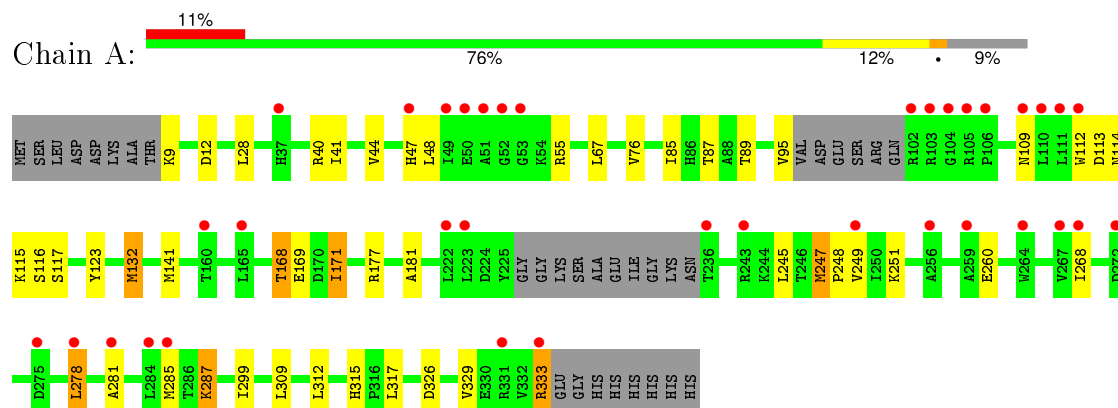 11%
Chain A:
76% 12% • 9%
MET SER LEU ASP ASP LYS ALA THR K9 D12 L28 H37 R40 I41 V44 H47 L48 I49 E50 A51 G52 G53 K54 R55 L67 V76 I85 H86 T87 A88 T89 V95 VAL ASP GLU SER ARG GLN R102 R103 G104 R105 P106 N109 L110 L111 W112 D113 N114
K115 S116 S117 Y123 M132 M141 T160 L165 T168 E169 D170 I171 R177 A181 L222 L223 D224 Y225 GLY GLY LYS SER ALA GLU ILE GLY LYS ASN T236 R243 K244 L245 T246 M247 P248 V249 I250 K251 A256 A259 E260 W264 V267 I268
D275 L278 A281 L284 M285 T286 K287 I299 L309 L312 H315 P316 L317 D326 V329 E330 R331 V332 R333 GLU GLY HIS HIS HIS HIS HIS HIS